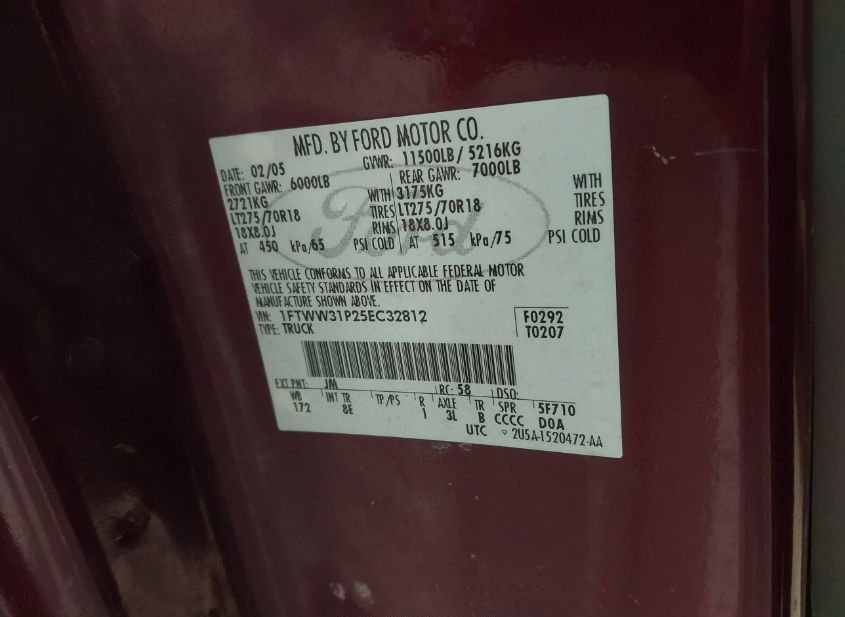 MFD. BY FORD MOTOR CO.
DATE: 02/05 GVWR: 11500LB / 5216KG
FRONT GAWR: 6000LB REAR GAWR: 7000LB
2721KG WITH 3175KG WITH
LT275/70R18 TIRES LT275/70R18 TIRES
18X8.0J RIMS 18X8.0J RIMS
AT 450 kPa/65 PSI COLD AT 515 kPa/75 PSI COLD
Ford
THIS VEHICLE CONFORMS TO ALL APPLICABLE FEDERAL MOTOR
VEHICLE SAFETY STANDARDS IN EFFECT ON THE DATE OF
MANUFACTURE SHOWN ABOVE.
VIN: 1FTWW31P25EC32812 F0292
TYPE: TRUCK T0207
EXT PNT: JM RC: 58 DSO:
WB INT TR TP/PS R AXLE TR SPR 5F710
172 8E 1 3L B CCCC DOA
UTC ▽ 2U5A-1520472-AA